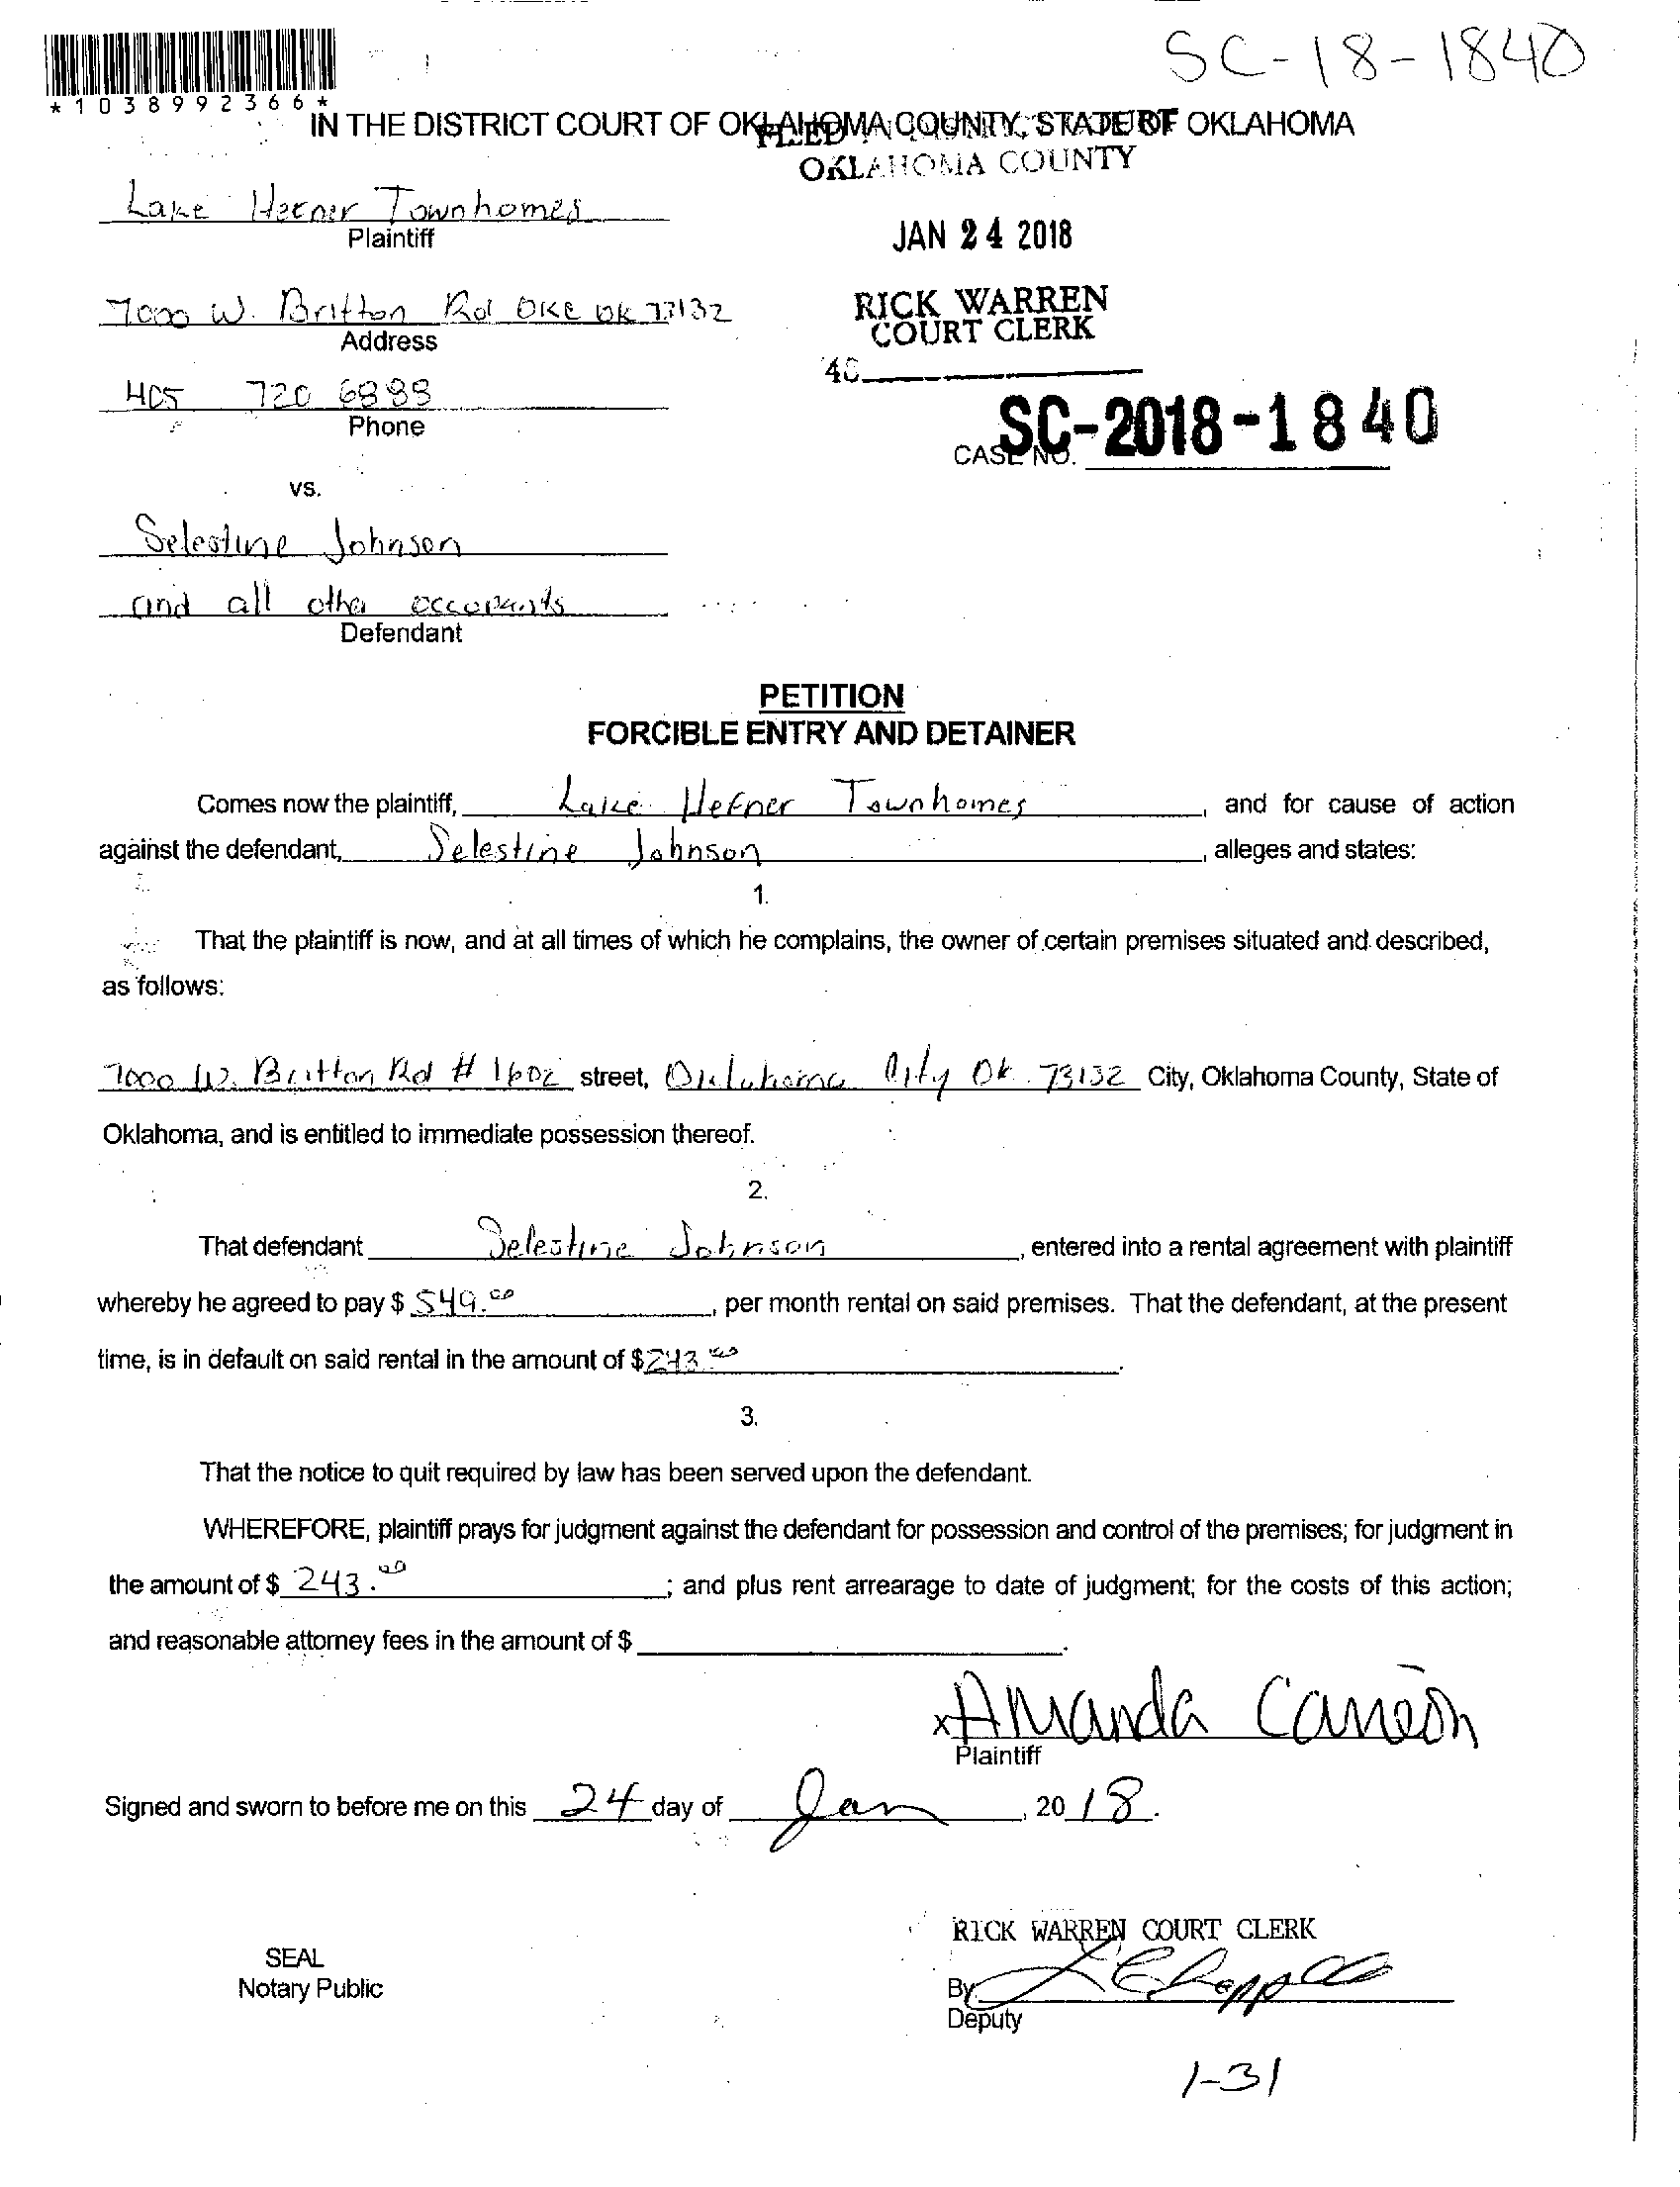 SC-18-1840
*1038992366*
IN THE DISTRICT COURT OF OKLAHOMA COUNTY, STATE OF OKLAHOMA
FILED IN DISTRICT COURT
OKLAHOMA COUNTY
Lake Hefner Townhomes
Plaintiff
JAN 24 2018
7000 W. Britton Rd OKC OK 73132
Address
RICK WARREN
COURT CLERK
405 720 6888
Phone
SC-2018-1840
CASE NO.
vs.
Selestine Johnson
and all other occupants
Defendant
PETITION
FORCIBLE ENTRY AND DETAINER
Comes now the plaintiff, Lake Hefner Townhomes, and for cause of action
against the defendant, Selestine Johnson, alleges and states:
1.
That the plaintiff is now, and at all times of which he complains, the owner of certain premises situated and described,
as follows:
7000 W. Britton Rd # 1602 street, Oklahoma City Ok. 73132 City, Oklahoma County, State of
Oklahoma, and is entitled to immediate possession thereof.
2.
That defendant Selestine Johnson, entered into a rental agreement with plaintiff
whereby he agreed to pay $ 549.00, per month rental on said premises. That the defendant, at the present
time, is in default on said rental in the amount of $243.00.
3.
That the notice to quit required by law has been served upon the defendant.
WHEREFORE, plaintiff prays for judgment against the defendant for possession and control of the premises; for judgment in
the amount of $ 243.00; and plus rent arrearage to date of judgment; for the costs of this action;
and reasonable attorney fees in the amount of $.
x Amanda Carreon
Plaintiff
Signed and sworn to before me on this 24 day of Jan, 20 18.
RICK WARREN COURT CLERK
SEAL
Notary Public
By
Deputy
1-31